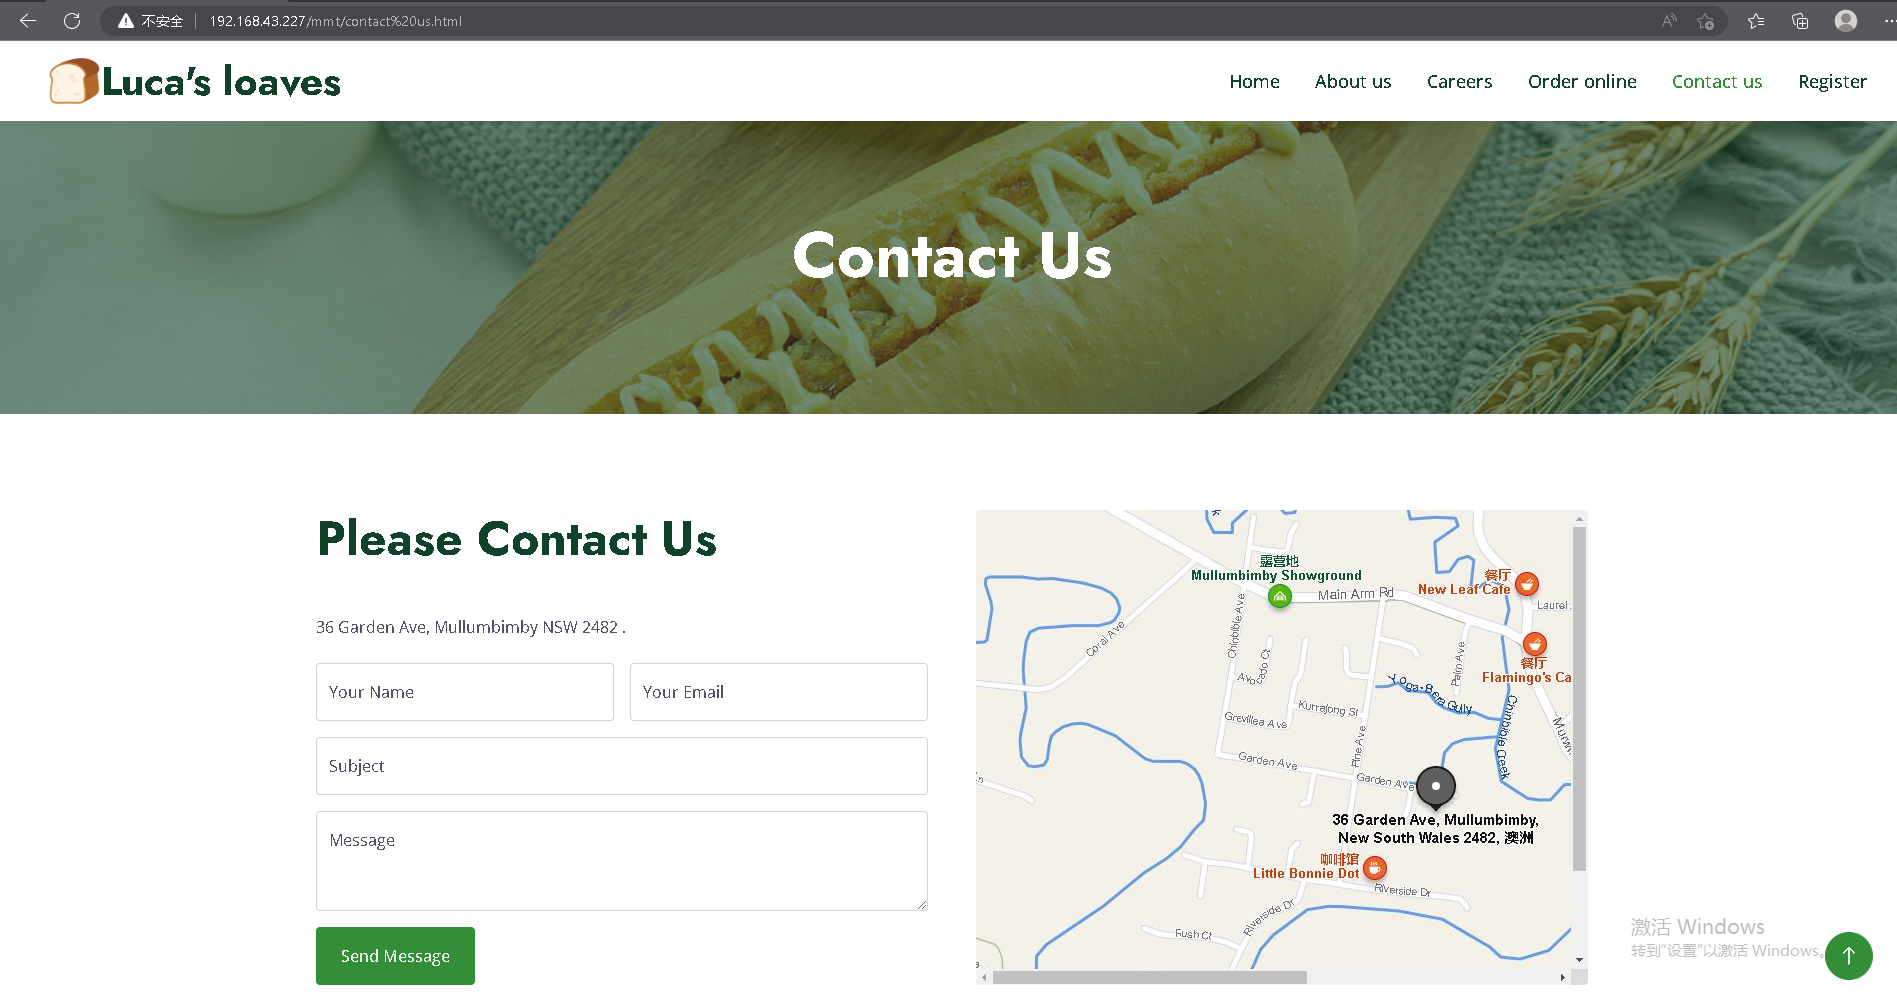 不安全
192.168.43.227/mmt/contact%20us.html
Luca's loaves
Home
About us
Careers
Order online
Contact us
Register
Contact Us
Please Contact Us
36 Garden Ave, Mullumbimby NSW 2482 .
Your Name
Your Email
Subject
Message
Send Message
露营地
Mullumbimby Showground
Main Arm Rd
餐厅
New Leaf Cafe
Laurel
Coral Ave
Chinbible Ave
Palm Ave
餐厅
Flamingo's Ca
Avocado Ct
Yoga-Bera Gully
Kurrajong St
Grevillea Ave
Chinbible Creek
Pine Ave
Garden Ave
Garden Ave
36 Garden Ave, Mullumbimby,
New South Wales 2482, 澳洲
咖啡馆
Little Bonnie Dot
Riverside Dr
Riverside Dr
Rush Ct
激活 Windows
转到"设置"以激活 Windows。